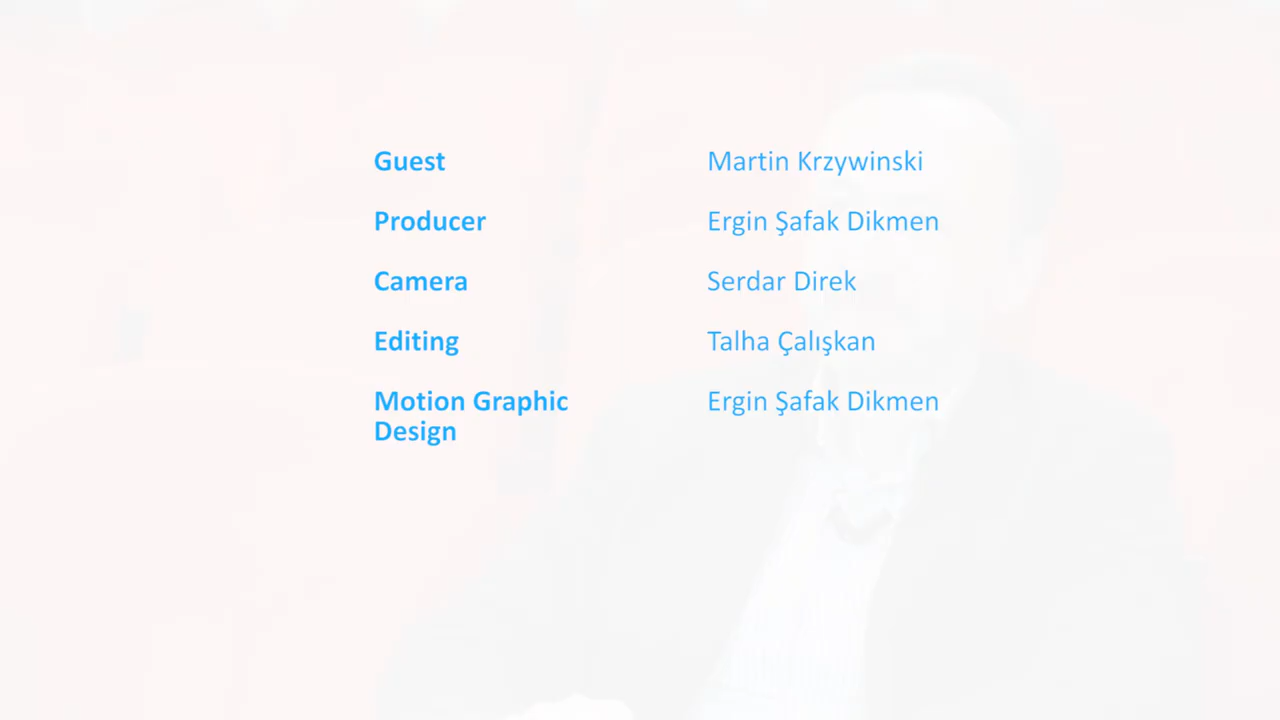 Guest Martin Krzywinski
Producer Ergin Şafak Dikmen
Camera Serdar Direk
Editing Talha Çalışkan
Motion Graphic Ergin Şafak Dikmen
Design